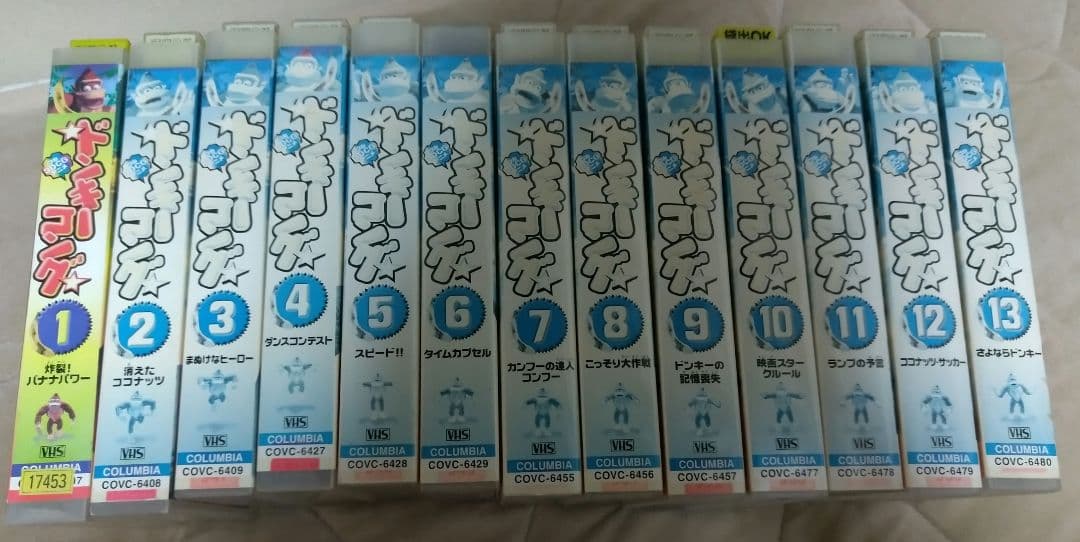 ドンキーコング
1
炸裂!
バナナパワー
VHS
COLUMBIA
17453
ドンキーコング
2
消えた
ココナッツ
VHS
COLUMBIA
COVC-6408
ドンキーコング
3
まぬけなヒーロー
VHS
COLUMBIA
COVC-6409
ドンキーコング
4
ダンスコンテスト
VHS
COLUMBIA
COVC-6427
ドンキーコング
5
スピード!!
VHS
COLUMBIA
COVC-6428
ドンキーコング
6
タイムカプセル
VHS
COLUMBIA
COVC-6429
ドンキーコング
7
カンフーの達人
コンフー
VHS
COLUMBIA
COVC-6455
ドンキーコング
8
こっそり大作戦
VHS
COLUMBIA
COVC-6456
ドンキーコング
9
ドンキーの
記憶喪失
VHS
COLUMBIA
COVC-6457
ドンキーコング
10
映画スター
クルール
VHS
COLUMBIA
COVC-6477
ドンキーコング
11
ランプの予言
VHS
COLUMBIA
COVC-6478
ドンキーコング
12
ココナッツ・サッカー
VHS
COLUMBIA
COVC-6479
ドンキーコング
13
さよならドンキー
VHS
COLUMBIA
COVC-6480